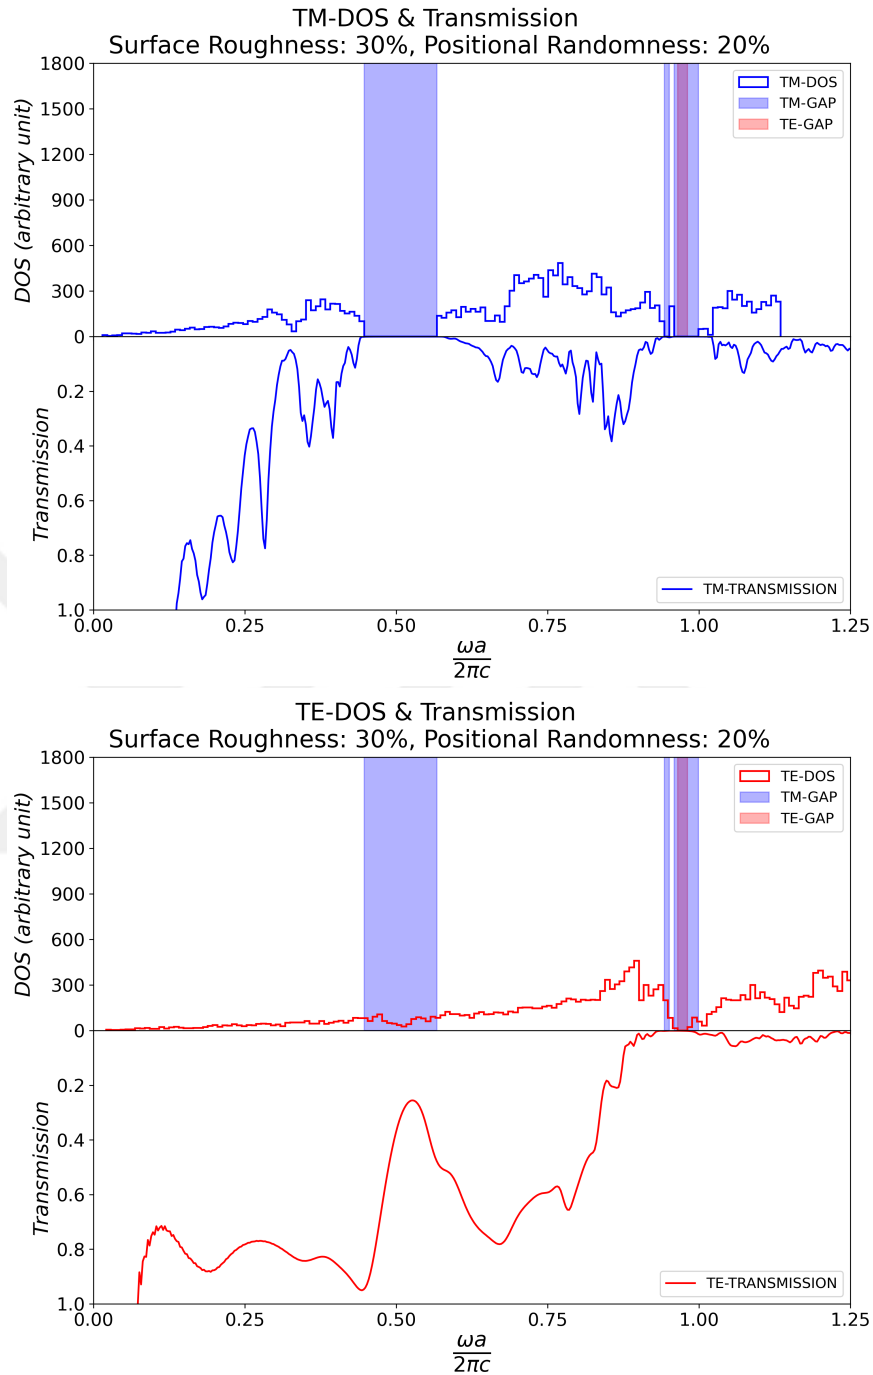 TM-DOS & Transmission
Surface Roughness: 30%, Positional Randomness: 20%
1800
1500
1200
900
600
300
0
DOS (arbitrary unit)
TM-DOS
TM-GAP
TE-GAP
0.2
0.4
0.6
0.8
1.0
Transmission
TM-TRANSMISSION
0.00 0.25 0.50 0.75 1.00 1.25
ωa
2πc
TE-DOS & Transmission
Surface Roughness: 30%, Positional Randomness: 20%
1800
1500
1200
900
600
300
0
DOS (arbitrary unit)
TE-DOS
TM-GAP
TE-GAP
0.2
0.4
0.6
0.8
1.0
Transmission
TE-TRANSMISSION
0.00 0.25 0.50 0.75 1.00 1.25
ωa
2πc